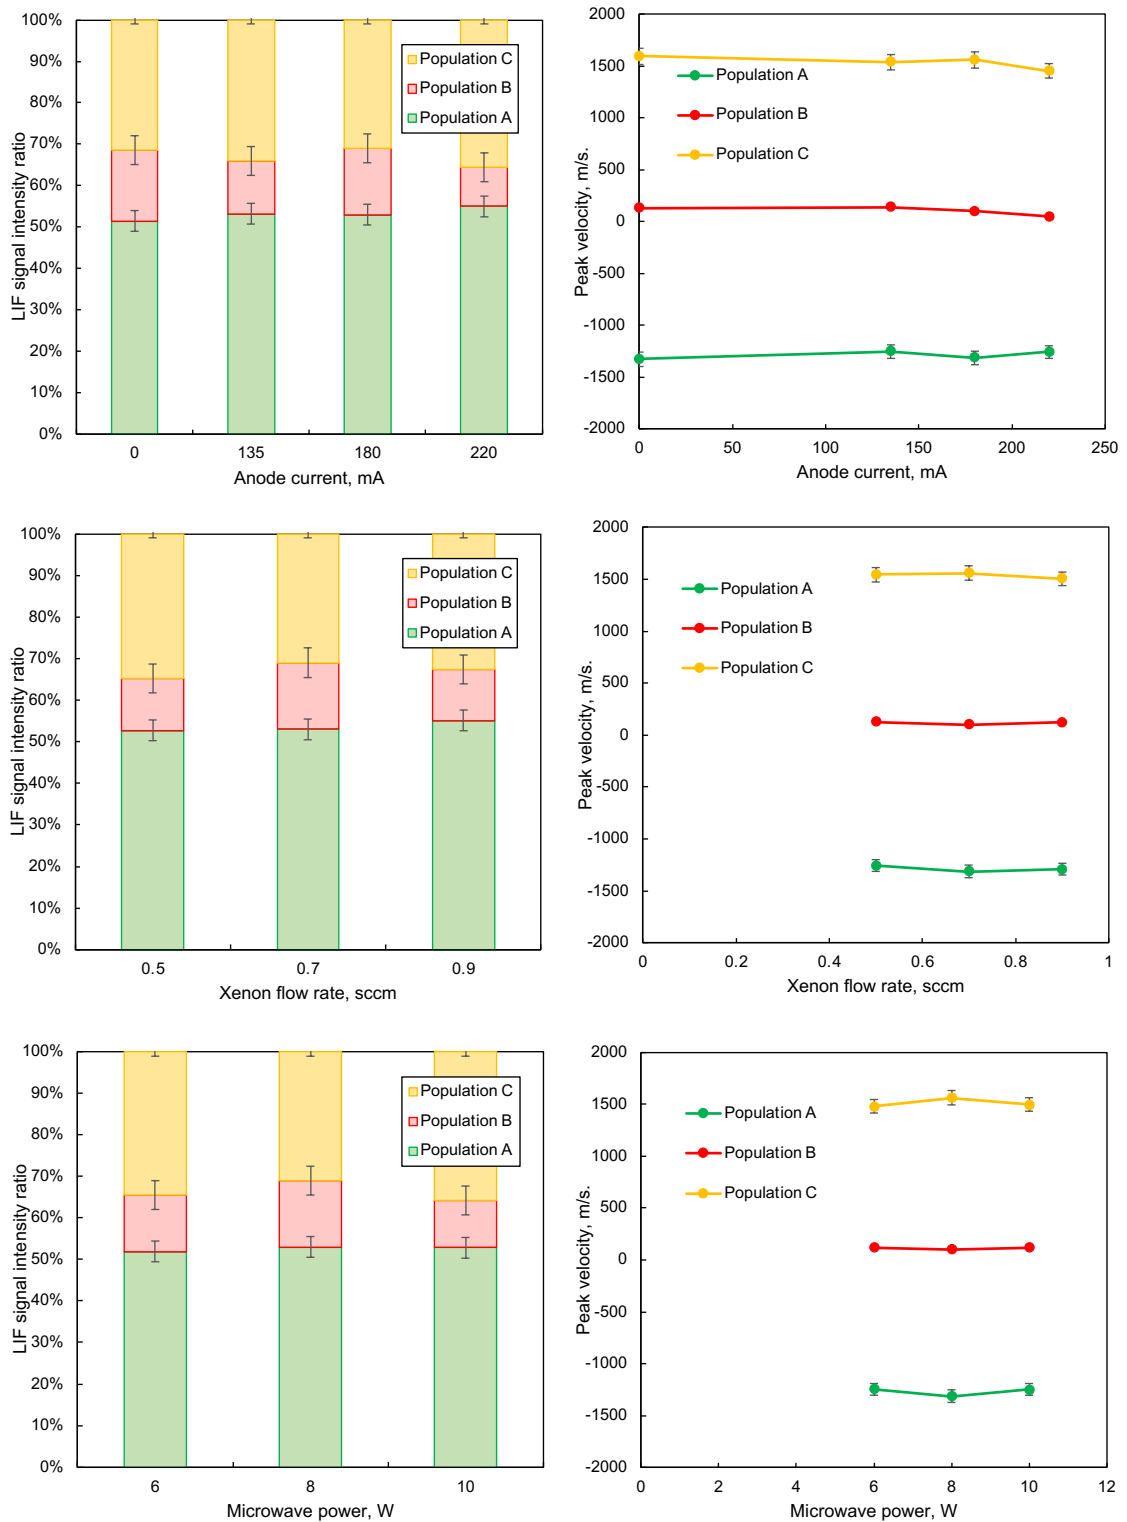 100%
90%
80%
70%
60%
50%
40%
30%
20%
10%
0%
LIF signal intensity ratio
Population C
Population B
Population A
0 135 180 220
Anode current, mA
2000
1500
1000
500
0
-500
-1000
-1500
-2000
Peak velocity, m/s.
Population A
Population B
Population C
0 50 100 150 200 250
Anode current, mA
100%
90%
80%
70%
60%
50%
40%
30%
20%
10%
0%
LIF signal intensity ratio
Population C
Population B
Population A
0.5 0.7 0.9
Xenon flow rate, sccm
2000
1500
1000
500
0
-500
-1000
-1500
-2000
Peak velocity, m/s.
Population A
Population B
Population C
0 0.2 0.4 0.6 0.8 1
Xenon flow rate, sccm
100%
90%
80%
70%
60%
50%
40%
30%
20%
10%
0%
LIF signal intensity ratio
Population C
Population B
Population A
6 8 10
Microwave power, W
2000
1500
1000
500
0
-500
-1000
-1500
-2000
Peak velocity, m/s.
Population A
Population B
Population C
0 2 4 6 8 10 12
Microwave power, W